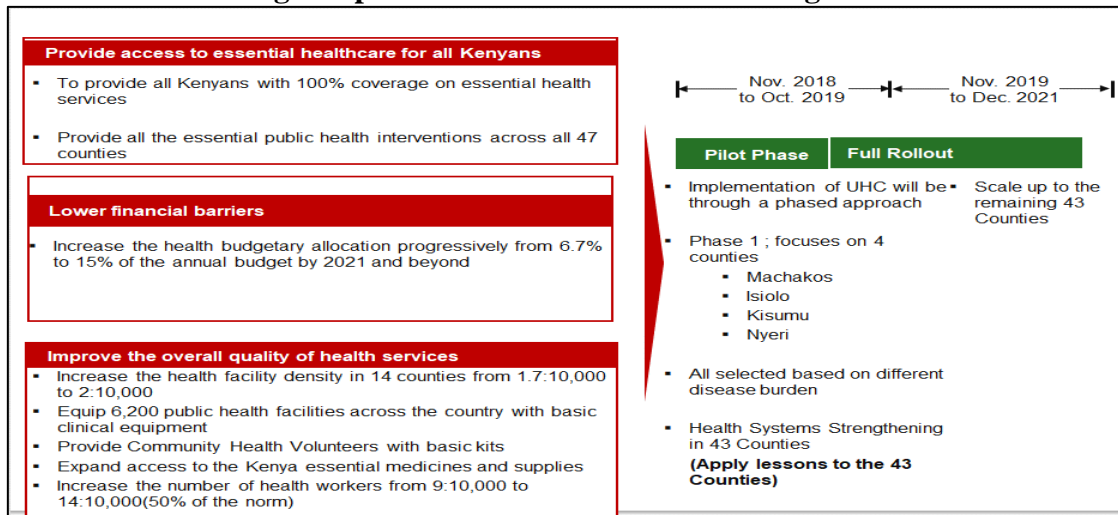 Provide access to essential healthcare for all Kenyans
▪ To provide all Kenyans with 100% coverage on essential health
services
▪ Provide all the essential public health interventions across all 47
counties
Lower financial barriers
▪ Increase the health budgetary allocation progressively from 6.7%
to 15% of the annual budget by 2021 and beyond
Improve the overall quality of health services
▪ Increase the health facility density in 14 counties from 1.7:10,000
to 2:10,000
▪ Equip 6,200 public health facilities across the country with basic
clinical equipment
▪ Provide Community Health Volunteers with basic kits
▪ Expand access to the Kenya essential medicines and supplies
▪ Increase the number of health workers from 9:10,000 to
14:10,000(50% of the norm)
Nov. 2018
to Oct. 2019
Nov. 2019
to Dec. 2021
Pilot Phase
Full Rollout
▪ Implementation of UHC will be
through a phased approach
▪ Phase 1 ; focuses on 4
counties
▪ Machakos
▪ Isiolo
▪ Kisumu
▪ Nyeri
▪ All selected based on different
disease burden
▪ Health Systems Strengthening
in 43 Counties
(Apply lessons to the 43
Counties)
▪ Scale up to the
remaining 43
Counties